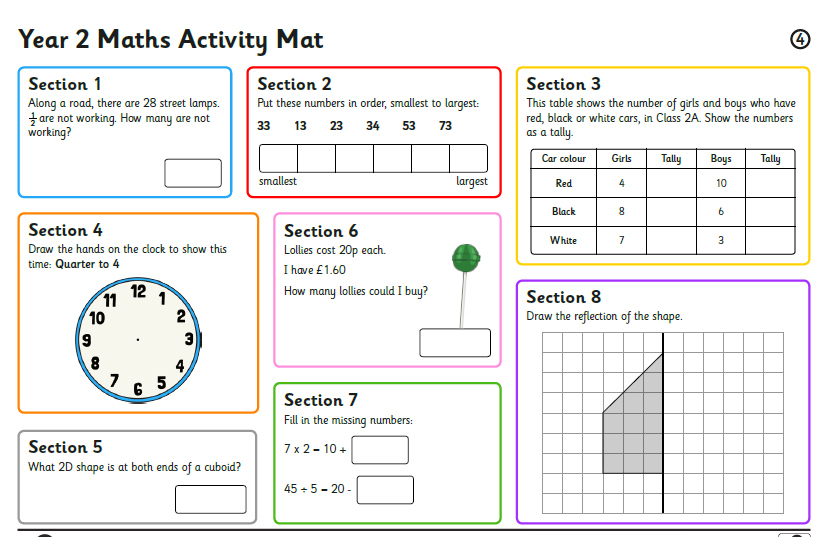 Year 2 Maths Activity Mat
4
Section 1
Along a road, there are 28 street lamps.
½ are not working. How many are not
working?
Section 2
Put these numbers in order, smallest to largest:
33 13 23 34 53 73
smallest largest
Section 3
This table shows the number of girls and boys who have
red, black or white cars, in Class 2A. Show the numbers
as a tally.
Car colour Girls Tally Boys Tally
Red 4 10
Black 8 6
White 7 3
Section 4
Draw the hands on the clock to show this
time: Quarter to 4
12
11 1
10 2
9 3
8 4
7 5
6
Section 5
What 2D shape is at both ends of a cuboid?
Section 6
Lollies cost 20p each.
I have £1.60
How many lollies could I buy?
Section 7
Fill in the missing numbers:
7 x 2 = 10 +
45 ÷ 5 = 20 -
Section 8
Draw the reflection of the shape.